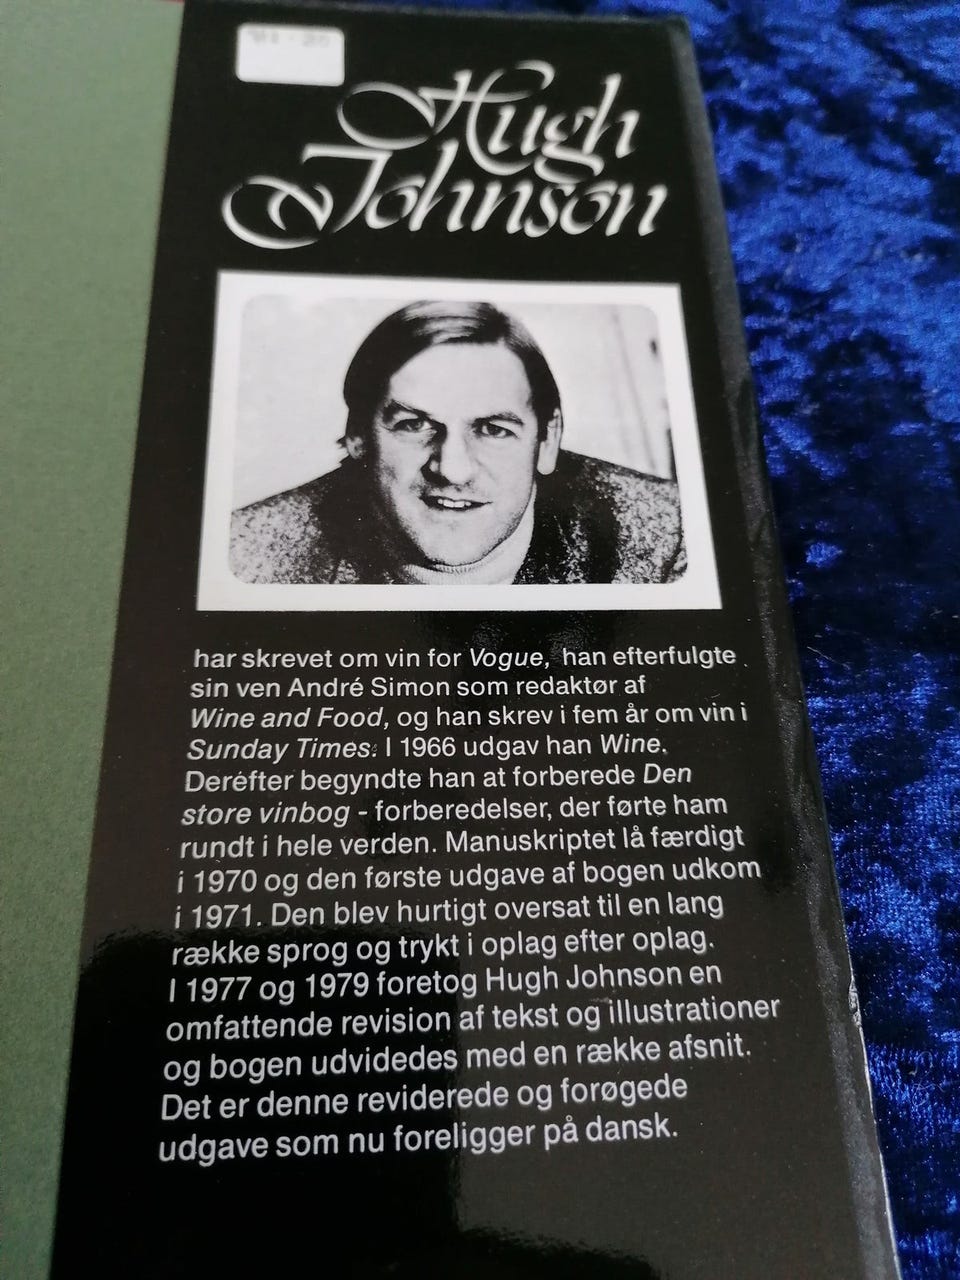 Hugh
Johnson
har skrevet om vin for Vogue, han efterfulgte
sin ven André Simon som redaktør af
Wine and Food, og han skrev i fem år om vin i
Sunday Times. I 1966 udgav han Wine.
Derefter begyndte han at forberede Den
store vinbog - forberedelser, der førte ham
rundt i hele verden. Manuskriptet lå færdigt
i 1970 og den første udgave af bogen udkom
i 1971. Den blev hurtigt oversat til en lang
række sprog og trykt i oplag efter oplag.
I 1977 og 1979 foretog Hugh Johnson en
omfattende revision af tekst og illustrationer
og bogen udvidedes med en række afsnit.
Det er denne reviderede og forøgede
udgave som nu foreligger på dansk.